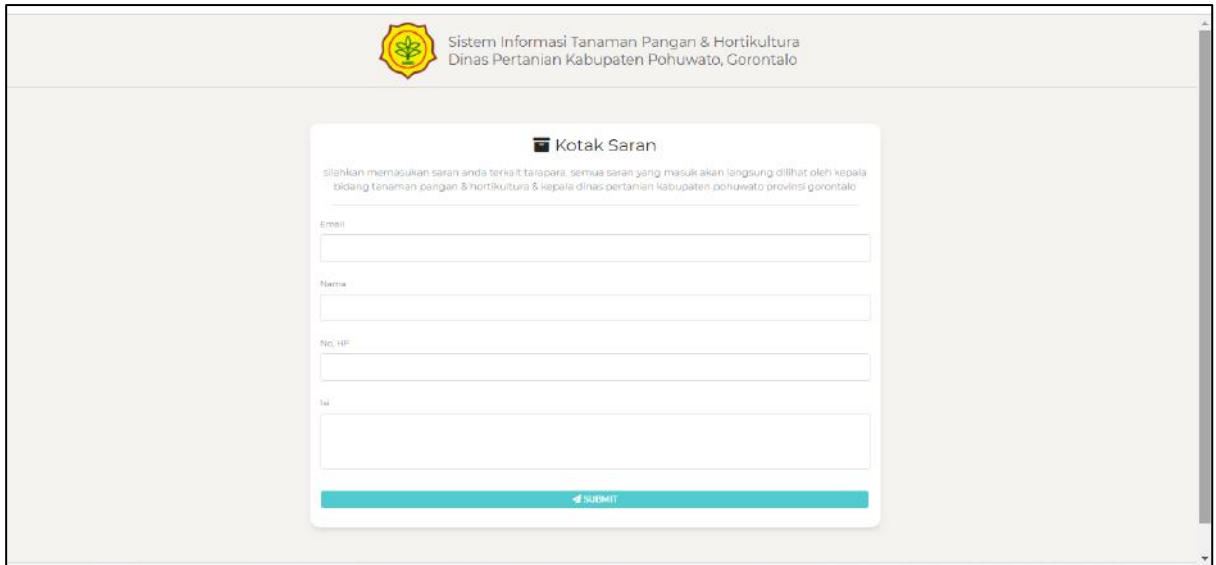 Sistem Informasi Tanaman Pangan & Hortikultura
Dinas Pertanian Kabupaten Pohuwato, Gorontalo
Kotak Saran
silahkan memasukan saran anda terkait tarapara, semua saran yang masuk akan langsung dilihat oleh kepala
bidang tanaman pangan & hortikultura & kepala dinas pertanian kabupaten pohuwato provinsi gorontalo
Email
Nama
No, HP
Isi
SUBMIT